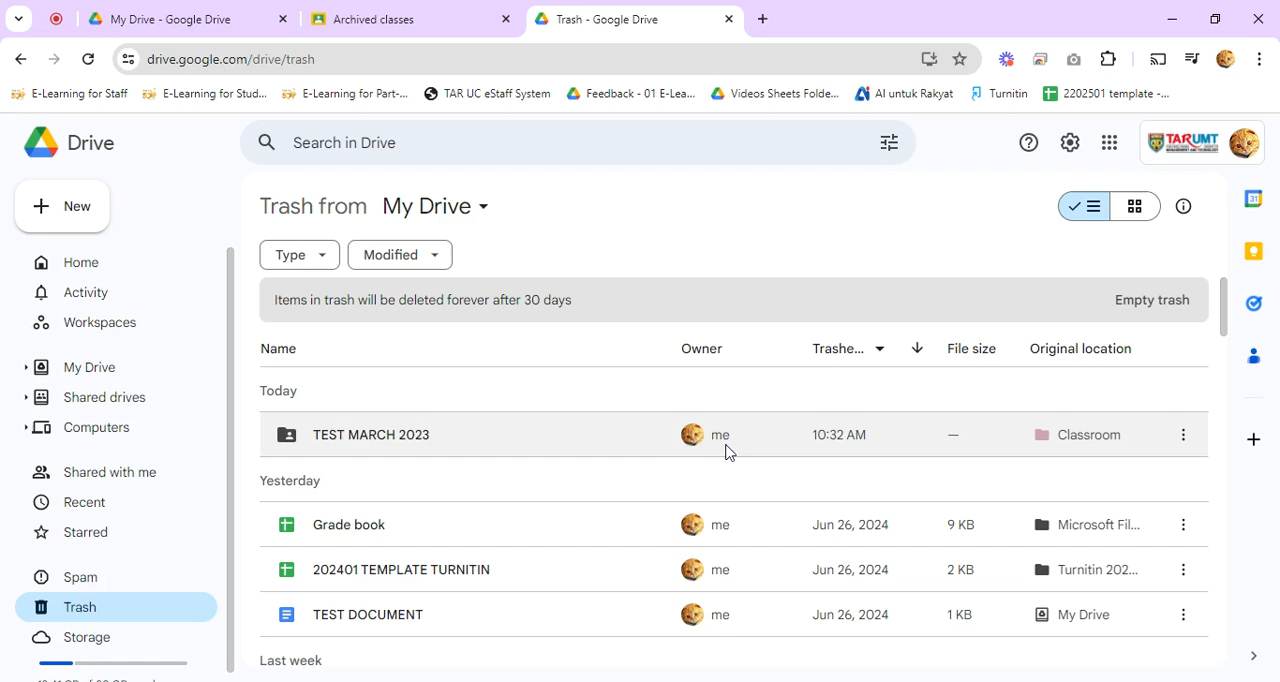 My Drive - Google Drive
Archived classes
Trash - Google Drive
drive.google.com/drive/trash
E-Learning for Staff
E-Learning for Stud...
E-Learning for Part-...
TAR UC eStaff System
Feedback - 01 E-Lea...
Videos Sheets Folde...
AI untuk Rakyat
Turnitin
2202501 template -...
Drive
Search in Drive
TARUMT
New
Trash from My Drive
Type
Modified
Home
Activity
Workspaces
My Drive
Shared drives
Computers
Shared with me
Recent
Starred
Spam
Trash
Storage
Items in trash will be deleted forever after 30 days
Empty trash
Name Owner Trashe... File size Original location
Today
TEST MARCH 2023 me 10:32 AM — Classroom
Yesterday
Grade book me Jun 26, 2024 9 KB Microsoft Fil...
202401 TEMPLATE TURNITIN me Jun 26, 2024 2 KB Turnitin 202...
TEST DOCUMENT me Jun 26, 2024 1 KB My Drive
Last week
31